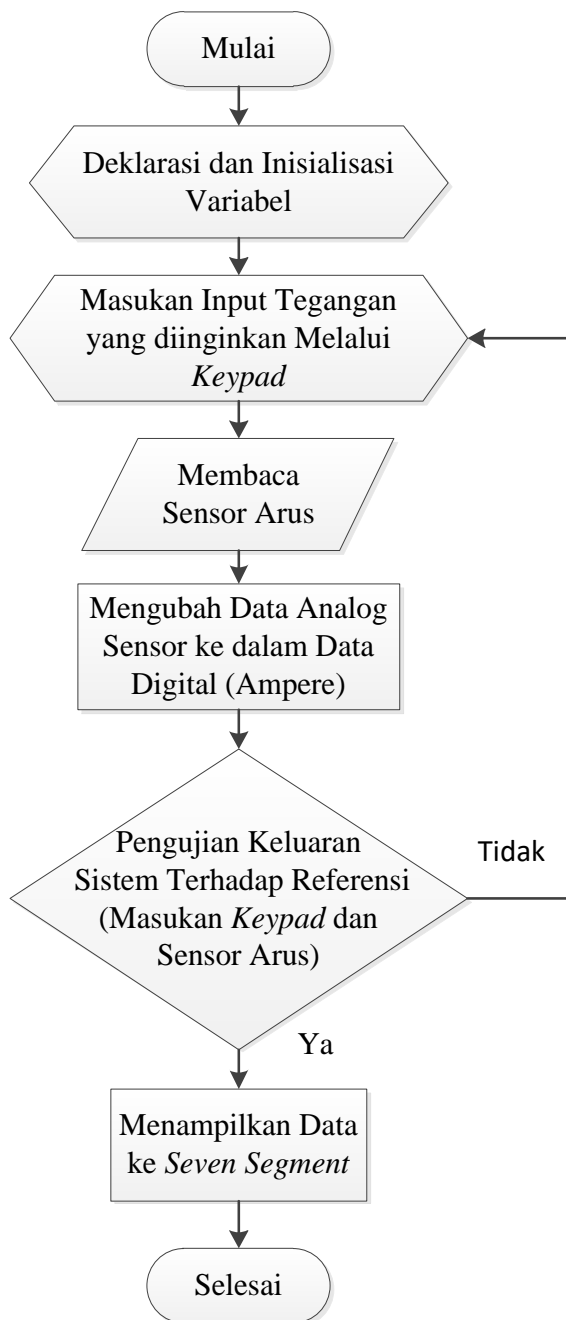 Mulai
Deklarasi dan Inisialisasi
Variabel
Masukan Input Tegangan
yang diinginkan Melalui
Keypad
Membaca
Sensor Arus
Mengubah Data Analog
Sensor ke dalam Data
Digital (Ampere)
Pengujian Keluaran
Sistem Terhadap Referensi
(Masukan Keypad dan
Sensor Arus)
Tidak
Ya
Menampilkan Data
ke Seven Segment
Selesai